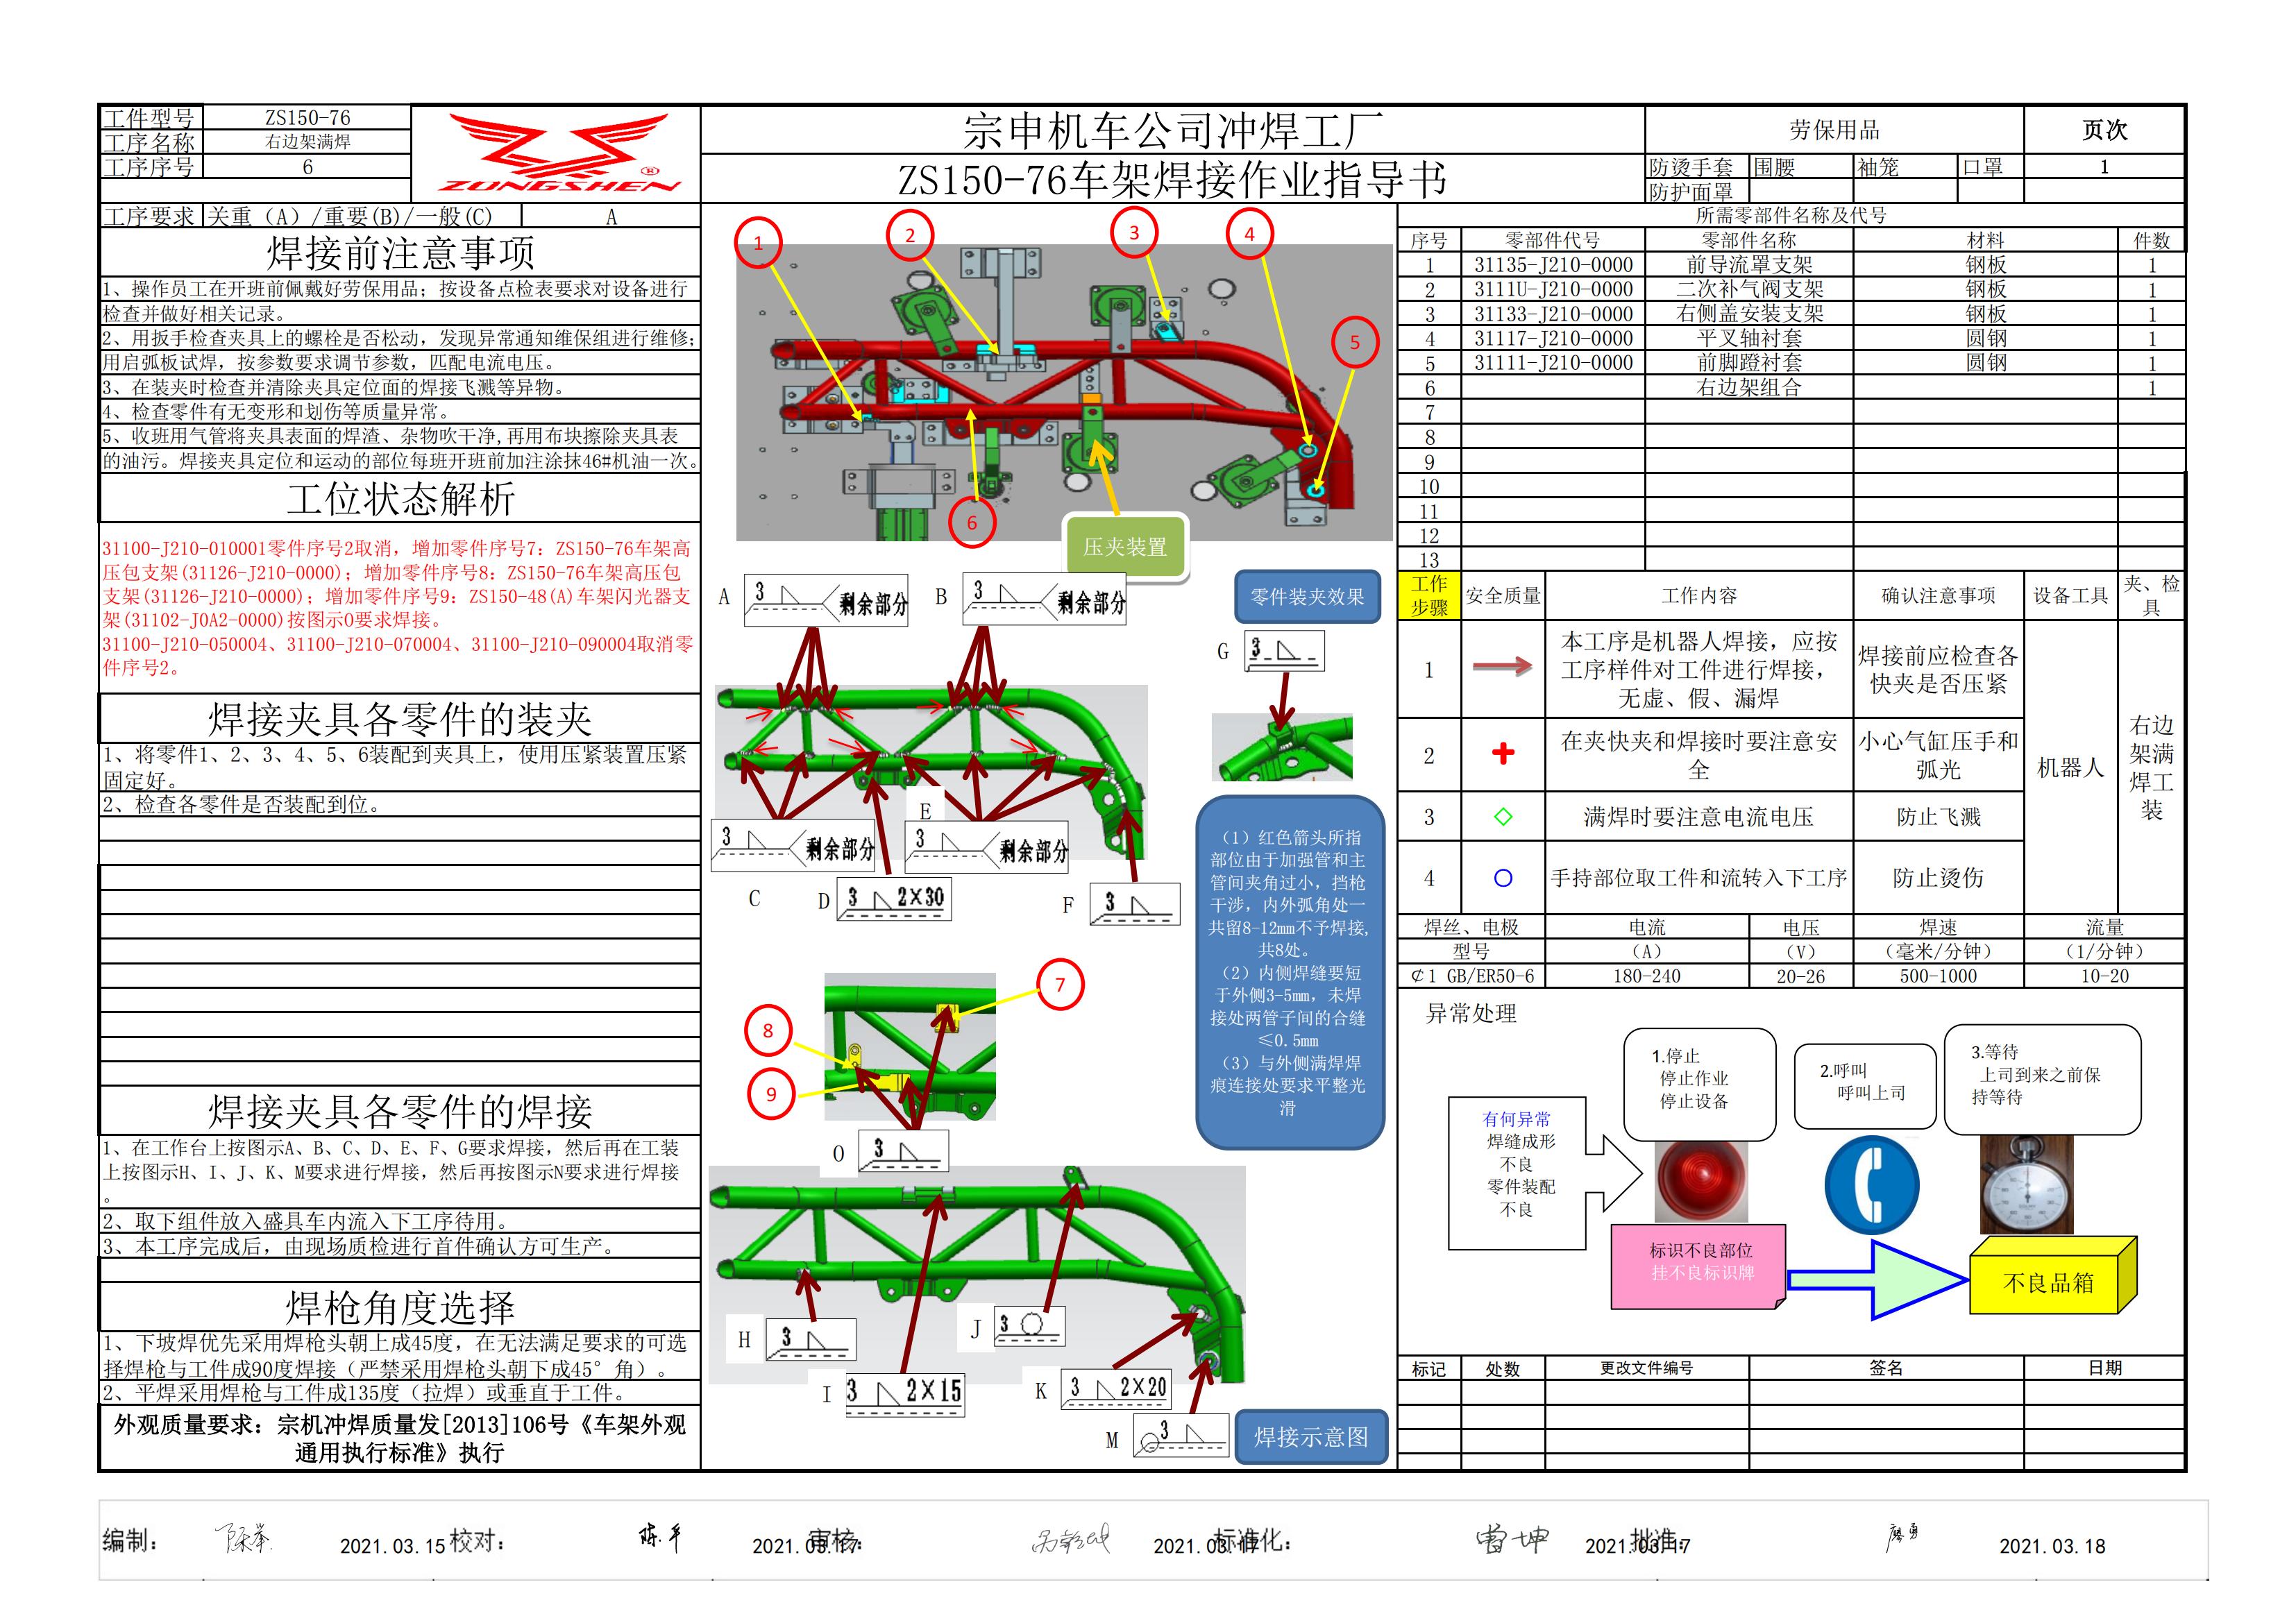 工件型号 ZS150-76
工序名称 右边架满焊
工序序号 6
ZONGSHEN ®
宗申机车公司冲焊工厂
ZS150-76车架焊接作业指导书
劳保用品 页次
防烫手套 围腰 袖笼 口罩 1
防护面罩
工序要求 关重（A）/重要(B)/一般(C) A
焊接前注意事项
1、操作员工在开班前佩戴好劳保用品；按设备点检表要求对设备进行
检查并做好相关记录。
2、用扳手检查夹具上的螺栓是否松动，发现异常通知维保组进行维修；
用启弧板试焊，按参数要求调节参数，匹配电流电压。
3、在装夹时检查并清除夹具定位面的焊接飞溅等异物。
4、检查零件有无变形和划伤等质量异常。
5、收班用气管将夹具表面的焊渣、杂物吹干净,再用布块擦除夹具表
的油污。焊接夹具定位和运动的部位每班开班前加注涂抹46#机油一次。
工位状态解析
31100-J210-010001零件序号2取消，增加零件序号7：ZS150-76车架高
压包支架(31126-J210-0000)；增加零件序号8：ZS150-76车架高压包
支架(31126-J210-0000)；增加零件序号9：ZS150-48(A)车架闪光器支
架(31102-J0A2-0000)按图示O要求焊接。
31100-J210-050004、31100-J210-070004、31100-J210-090004取消零
件序号2。
焊接夹具各零件的装夹
1、将零件1、2、3、4、5、6装配到夹具上，使用压紧装置压紧
固定好。
2、检查各零件是否装配到位。
焊接夹具各零件的焊接
1、在工作台上按图示A、B、C、D、E、F、G要求焊接，然后再在工装
上按图示H、I、J、K、M要求进行焊接，然后再按图示N要求进行焊接
。
2、取下组件放入盛具车内流入下工序待用。
3、本工序完成后，由现场质检进行首件确认方可生产。
焊枪角度选择
1、下坡焊优先采用焊枪头朝上成45度，在无法满足要求的可选
择焊枪与工件成90度焊接（严禁采用焊枪头朝下成45°角）。
2、平焊采用焊枪与工件成135度（拉焊）或垂直于工件。
外观质量要求：宗机冲焊质量发[2013]106号《车架外观
通用执行标准》执行
1
2
3
4
5
6
压夹装置
零件装夹效果
A 3 剩余部分
B 3 剩余部分
G 3
E
3 剩余部分
3 剩余部分
C
D 3 2×30
F 3
（1）红色箭头所指
部位由于加强管和主
管间夹角过小，挡枪
干涉，内外弧角处一
共留8-12mm不予焊接，
共8处。
（2）内侧焊缝要短
于外侧3-5mm，未焊
接处两管子间的合缝
≤0.5mm
（3）与外侧满焊焊
痕连接处要求平整光
滑
7
8
9
O 3
H 3
J 3
I 3 2×15
K 3 2×20
M 3
焊接示意图
所需零部件名称及代号
序号 零部件代号 零部件名称 材料 件数
1 31135-J210-0000 前导流罩支架 钢板 1
2 3111U-J210-0000 二次补气阀支架 钢板 1
3 31133-J210-0000 右侧盖安装支架 钢板 1
4 31117-J210-0000 平叉轴衬套 圆钢 1
5 31111-J210-0000 前脚蹬衬套 圆钢 1
6 右边架组合 1
7
8
9
10
11
12
13
工作步骤 安全质量 工作内容 确认注意事项 设备工具 夹、检具
1 本工序是机器人焊接，应按
工序样件对工件进行焊接，
无虚、假、漏焊
焊接前应检查各
快夹是否压紧
2 在夹快夹和焊接时要注意安
全
小心气缸压手和
弧光
3 满焊时要注意电流电压 防止飞溅
4 手持部位取工件和流转入下工序 防止烫伤
机器人
右边
架满
焊工
装
焊丝、电极 电流 电压 焊速 流量
型号 （A） （V） （毫米/分钟） （1/分钟）
¢1 GB/ER50-6 180-240 20-26 500-1000 10-20
异常处理
有何异常
焊缝成形
不良
零件装配
不良
1.停止
停止作业
停止设备
2.呼叫
呼叫上司
3.等待
上司到来之前保
持等待
标识不良部位
挂不良标识牌
不良品箱
标记 处数 更改文件编号 签名 日期
编制： 2021.03.15 校对： 2021.03.17 审核： 2021.03.17 标准化： 2021.03.17 批准： 2021.03.18